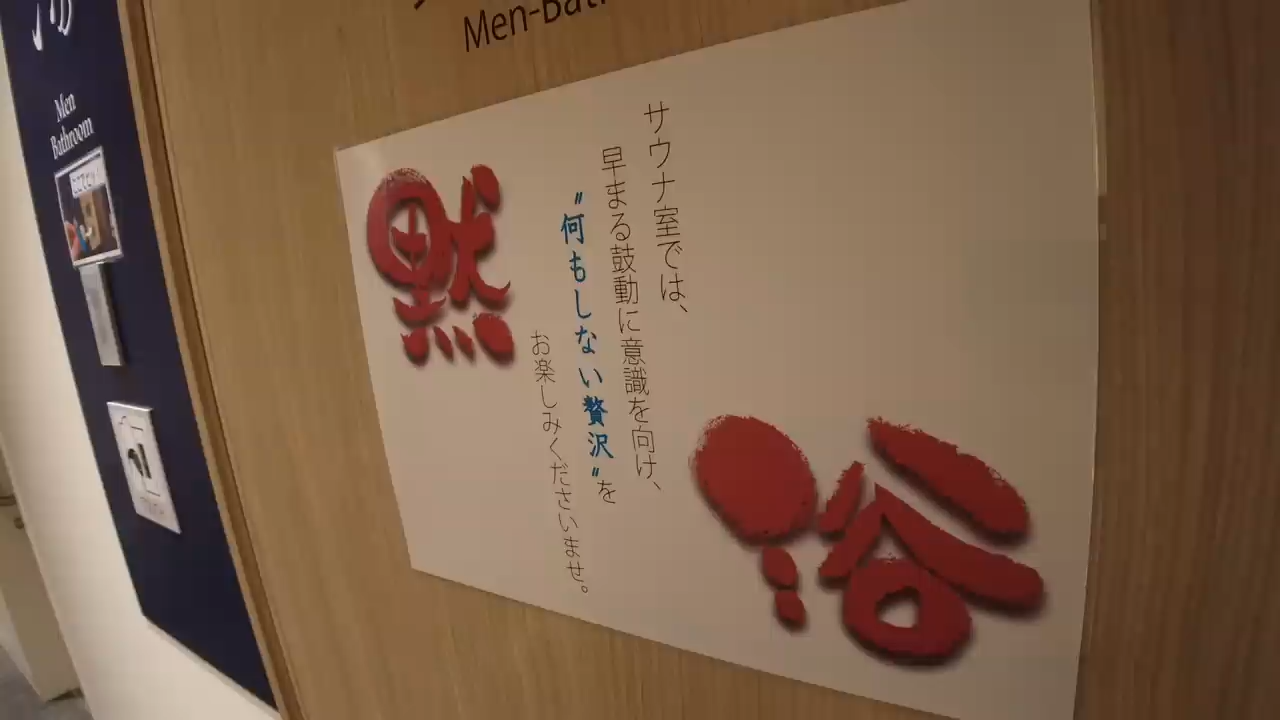 Men-Bath
Men
Bathroom
黙
サウナ室では、
早まる鼓動に意識を向け、
〝何もしない贅沢〟を
お楽しみくださいませ。
浴